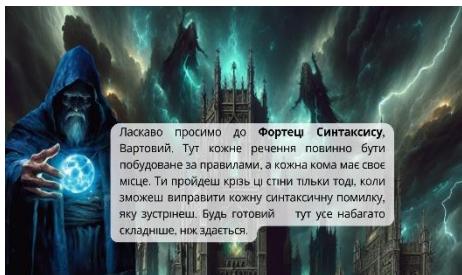 Ласкаво просимо до Фортеці Синтаксису,
Вартовий. Тут кожне речення повинно бути
побудоване за правилами, а кожна кома має своє
місце. Ти пройдеш крізь ці стіни тільки тоді, коли
зможеш виправити кожну синтаксичну помилку,
яку зустрінеш. Будь готовий тут усе набагато
складніше, ніж здається.